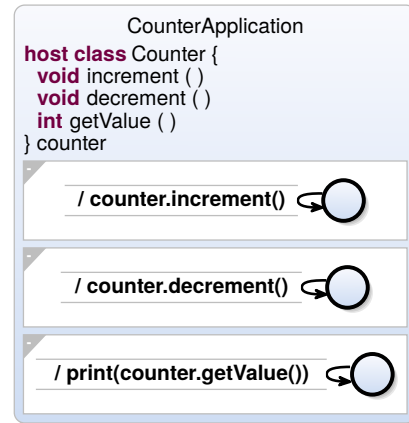 CounterApplication
host class Counter {
void increment ( )
void decrement ( )
int getValue ( )
} counter
-
/ counter.increment()
-
/ counter.decrement()
-
/ print(counter.getValue())